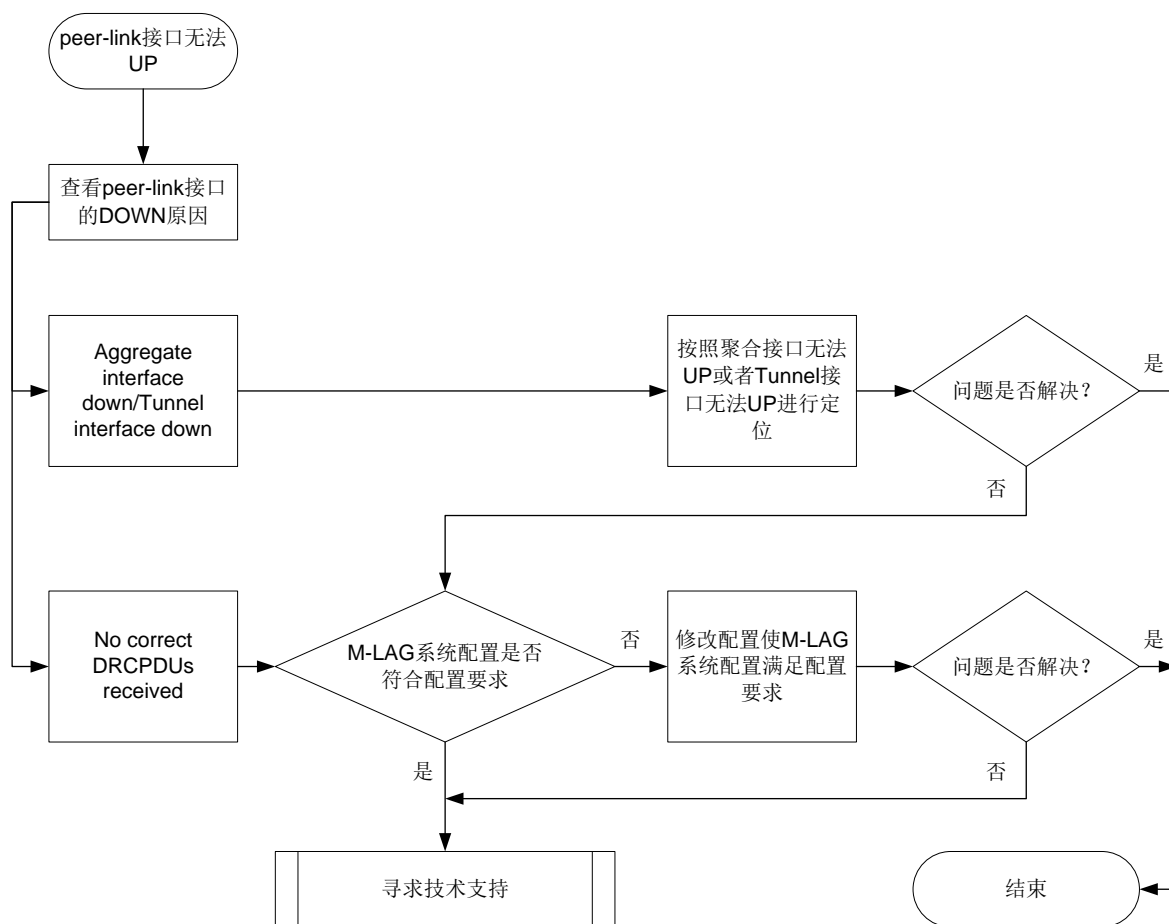 peer-link接口无法
UP
查看peer-link接口
的DOWN原因
Aggregate
interface
down/Tunnel
interface down
按照聚合接口无法
UP或者Tunnel接
口无法UP进行定
位
问题是否解决？
是
否
No correct
DRCPDUs
received
M-LAG系统配置是否
符合配置要求
否
修改配置使M-LAG
系统配置满足配置
要求
问题是否解决？
是
是
否
寻求技术支持
结束